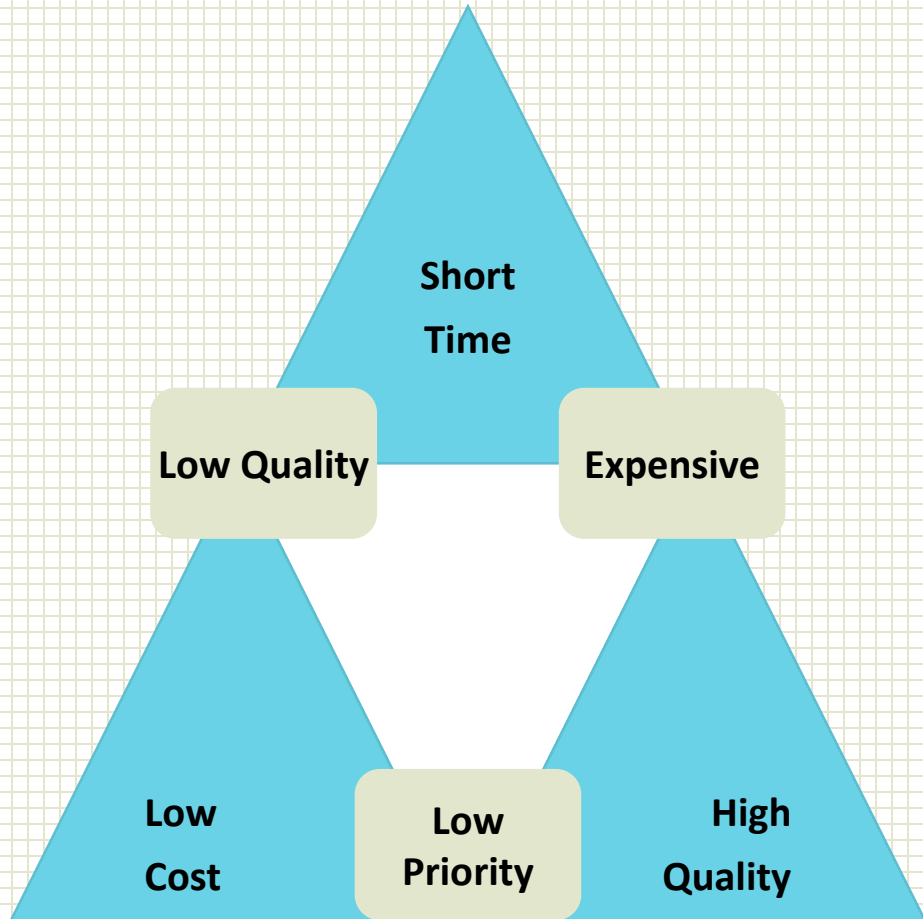 Short
Time
Low Quality
Expensive
Low
Cost
Low
Priority
High
Quality